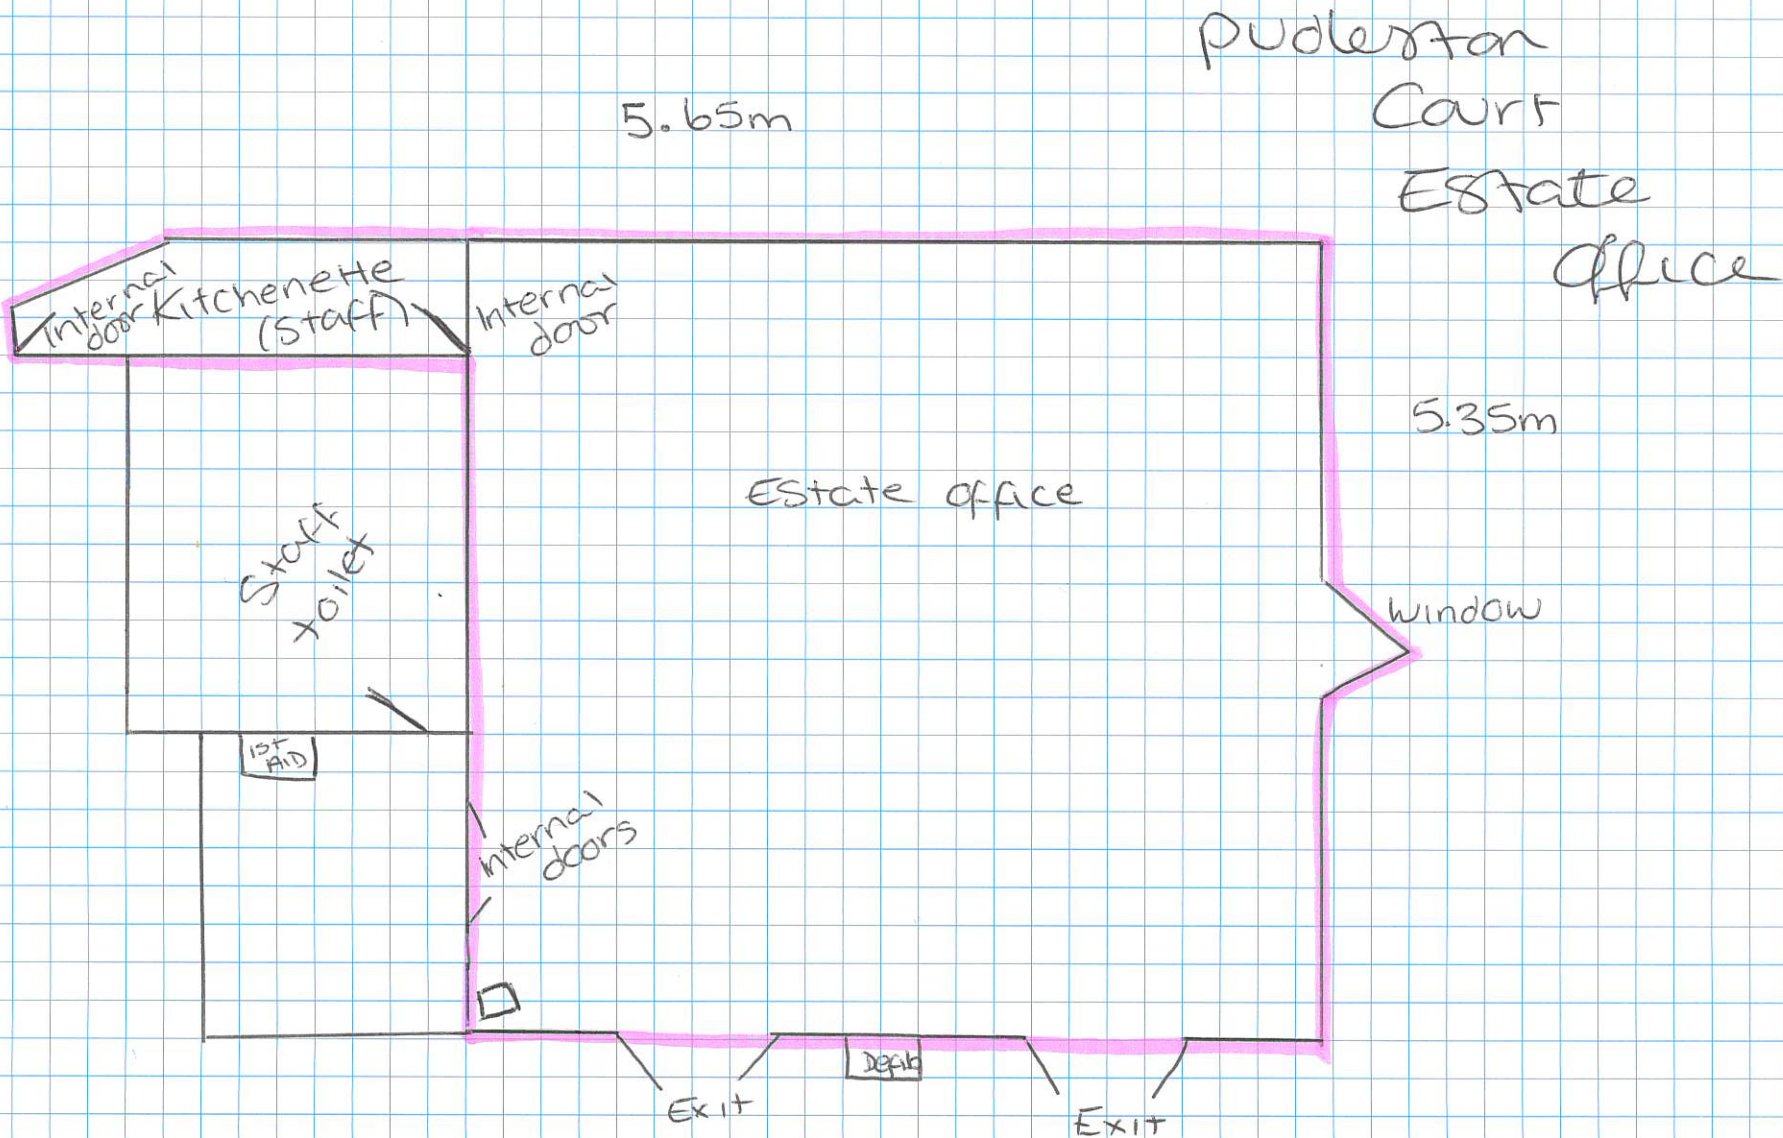 Pudleston
Court
Estate
Office
5.65m
Internal
door
Kitchenette
(Staff)
Internal
door
5.35m
Estate Office
Staff
toilet
Window
1st
AID
Internal
doors
Defib
Exit
Exit